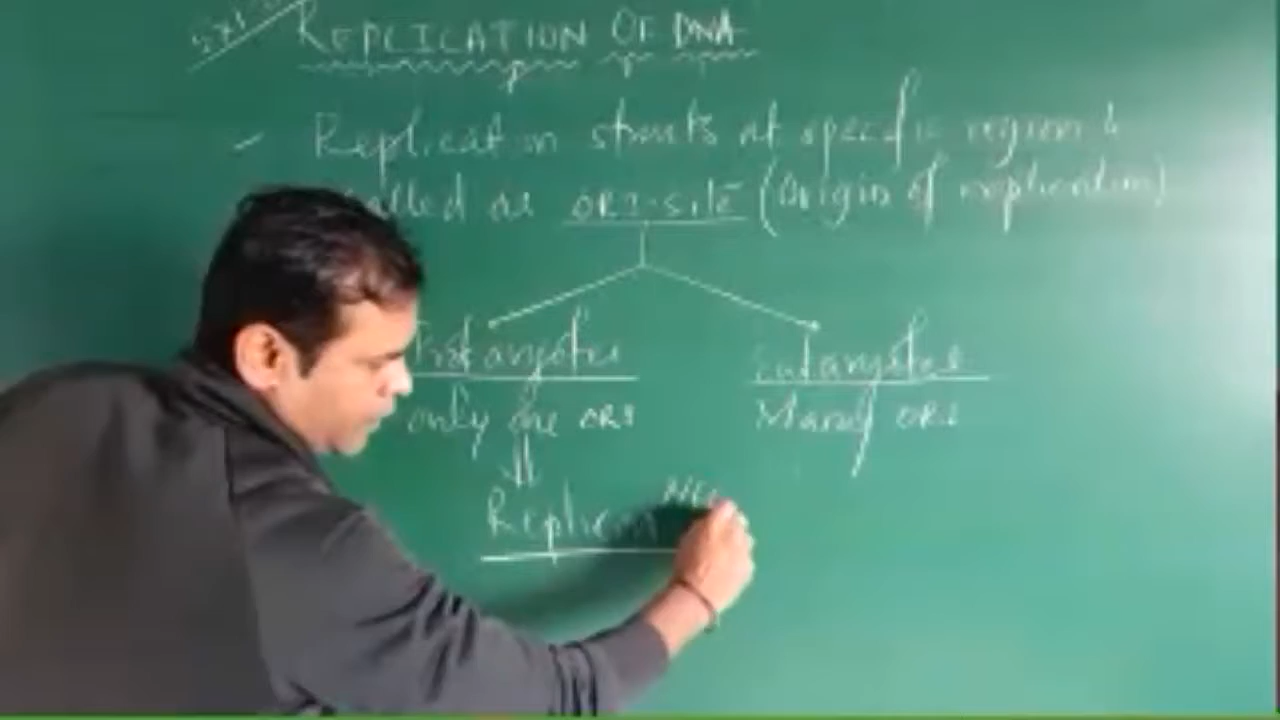 REPLICATION OF DNA
Replication starts at specific region &
called as ORI-site (Origin of replication)
Prokaryotes Eukaryotes
only one ORI Many ORI
Replicon